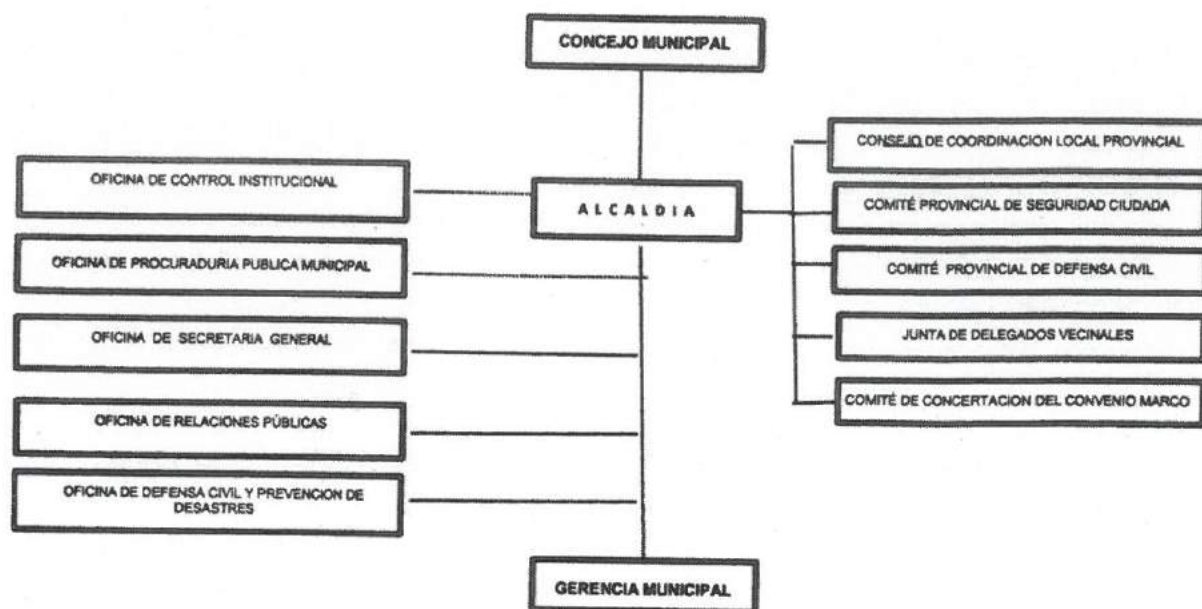 CONCEJO MUNICIPAL
OFICINA DE CONTROL INSTITUCIONAL
ALCALDIA
CONSEJO DE COORDINACION LOCAL PROVINCIAL
COMITÉ PROVINCIAL DE SEGURIDAD CIUDADA
OFICINA DE PROCURADURIA PUBLICA MUNICIPAL
COMITÉ PROVINCIAL DE DEFENSA CIVIL
OFICINA DE SECRETARIA GENERAL
JUNTA DE DELEGADOS VECINALES
OFICINA DE RELACIONES PÚBLICAS
COMITÉ DE CONCERTACION DEL CONVENIO MARCO
OFICINA DE DEFENSA CIVIL Y PREVENCION DE
DESASTRES
GERENCIA MUNICIPAL